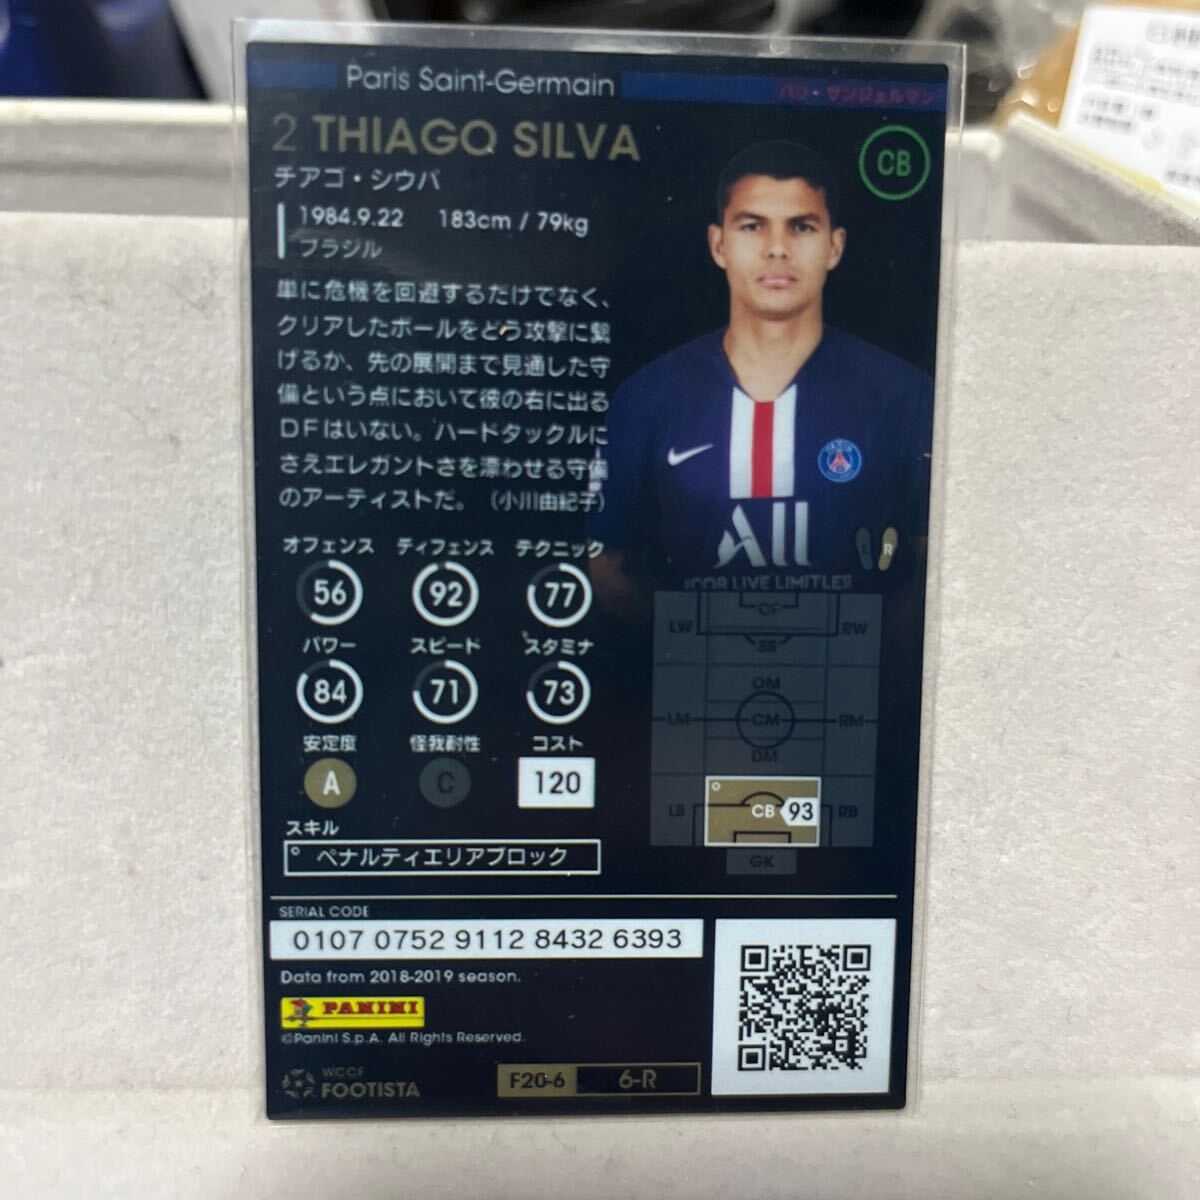 Paris Saint-Germain
パリ・サンジェルマン
2 THIAGO SILVA
CB
チアゴ・シウバ
1984.9.22 183cm / 79kg
ブラジル
単に危機を回避するだけでなく、
クリアしたボールをどう攻撃に繋
げるか、先の展開まで見通した守
備という点において彼の右に出る
DFはいない。ハードタックルに
さえエレガントさを漂わせる守備
のアーティストだ。 (小川由紀子)
PARIS
All
ACCOR LIVE LIMITLESS
L R
オフェンス ディフェンス テクニック
56 92 77
パワー スピード スタミナ
84 71 73
安定度 怪我耐性 コスト
A C 120
CF
LW RW
SS
OM
LM CM RM
DM
LB CB 93 RB
GK
スキル
ペナルティエリアブロック
SERIAL CODE
0107 0752 9112 8432 6393
Data from 2018-2019 season.
PANINI
©Panini S.p.A. All Rights Reserved.
WCCF
FOOTISTA
F20-6 6-R